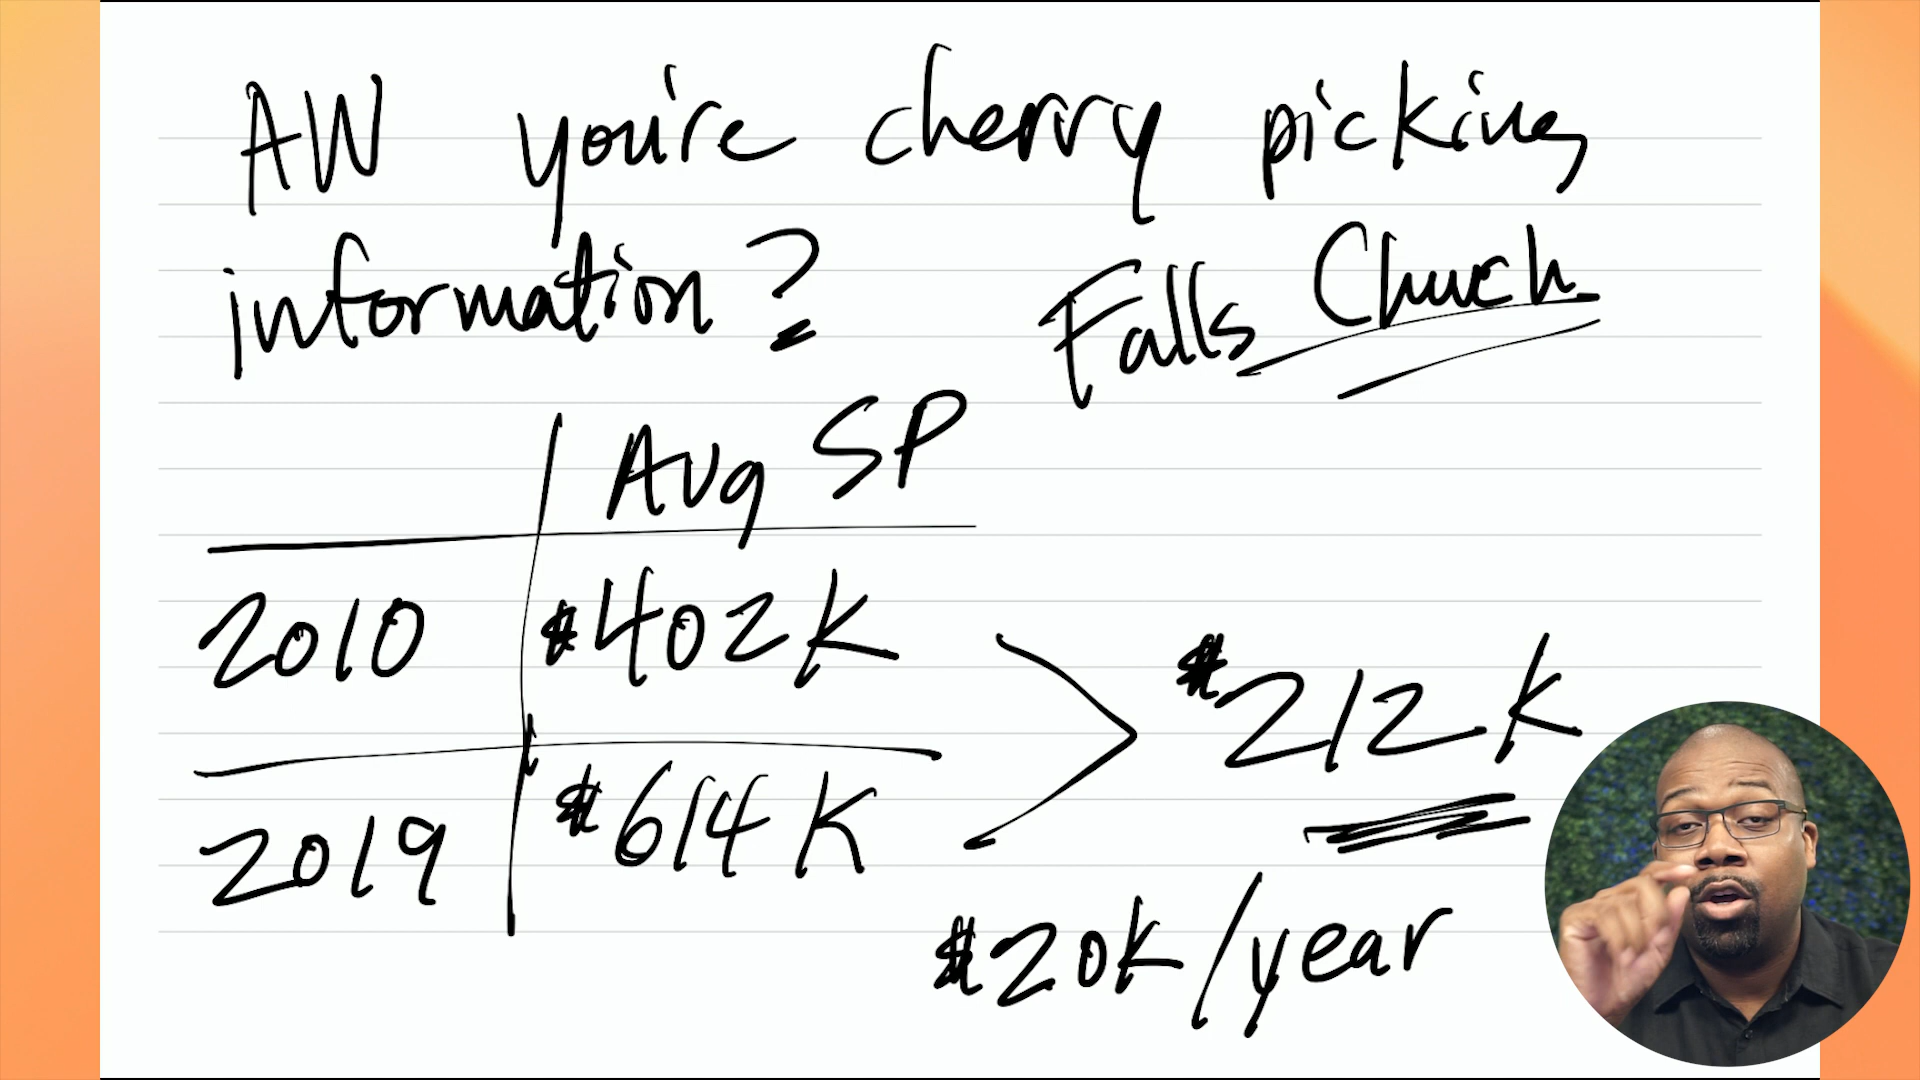 AW you're cherry picking
information?
Falls Church
Avg SP
2010 $402K
2019 $614K
$212K
$20K/year